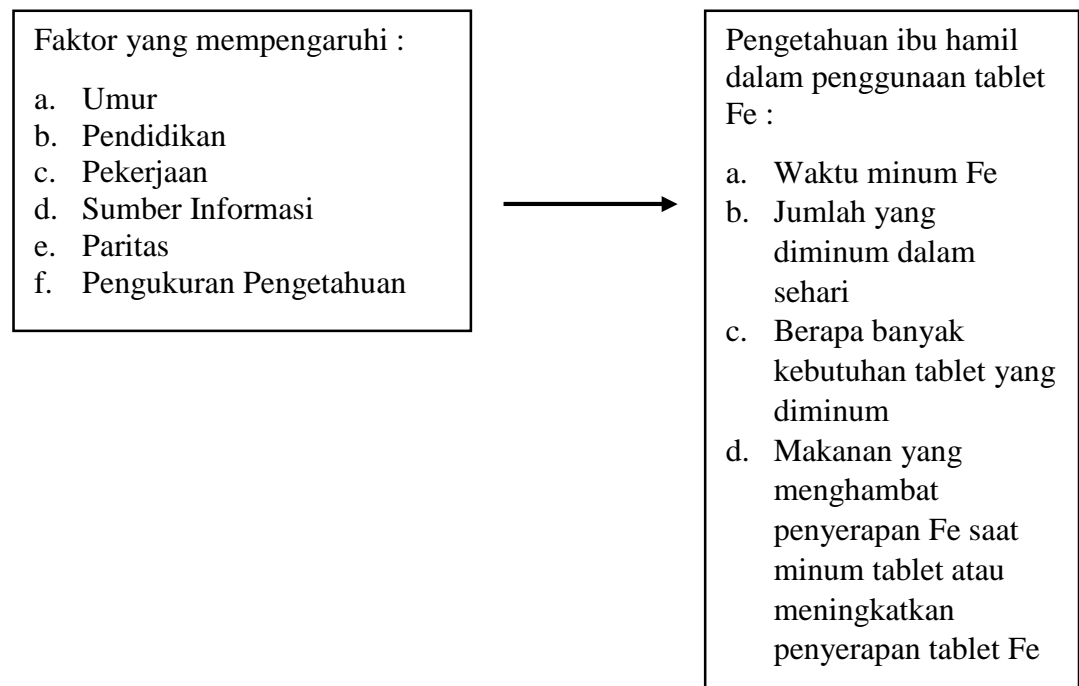 Faktor yang mempengaruhi :
a. Umur
b. Pendidikan
c. Pekerjaan
d. Sumber Informasi
e. Paritas
f. Pengukuran Pengetahuan
Pengetahuan ibu hamil
dalam penggunaan tablet
Fe :
a. Waktu minum Fe
b. Jumlah yang
diminum dalam
sehari
c. Berapa banyak
kebutuhan tablet yang
diminum
d. Makanan yang
menghambat
penyerapan Fe saat
minum tablet atau
meningkatkan
penyerapan tablet Fe